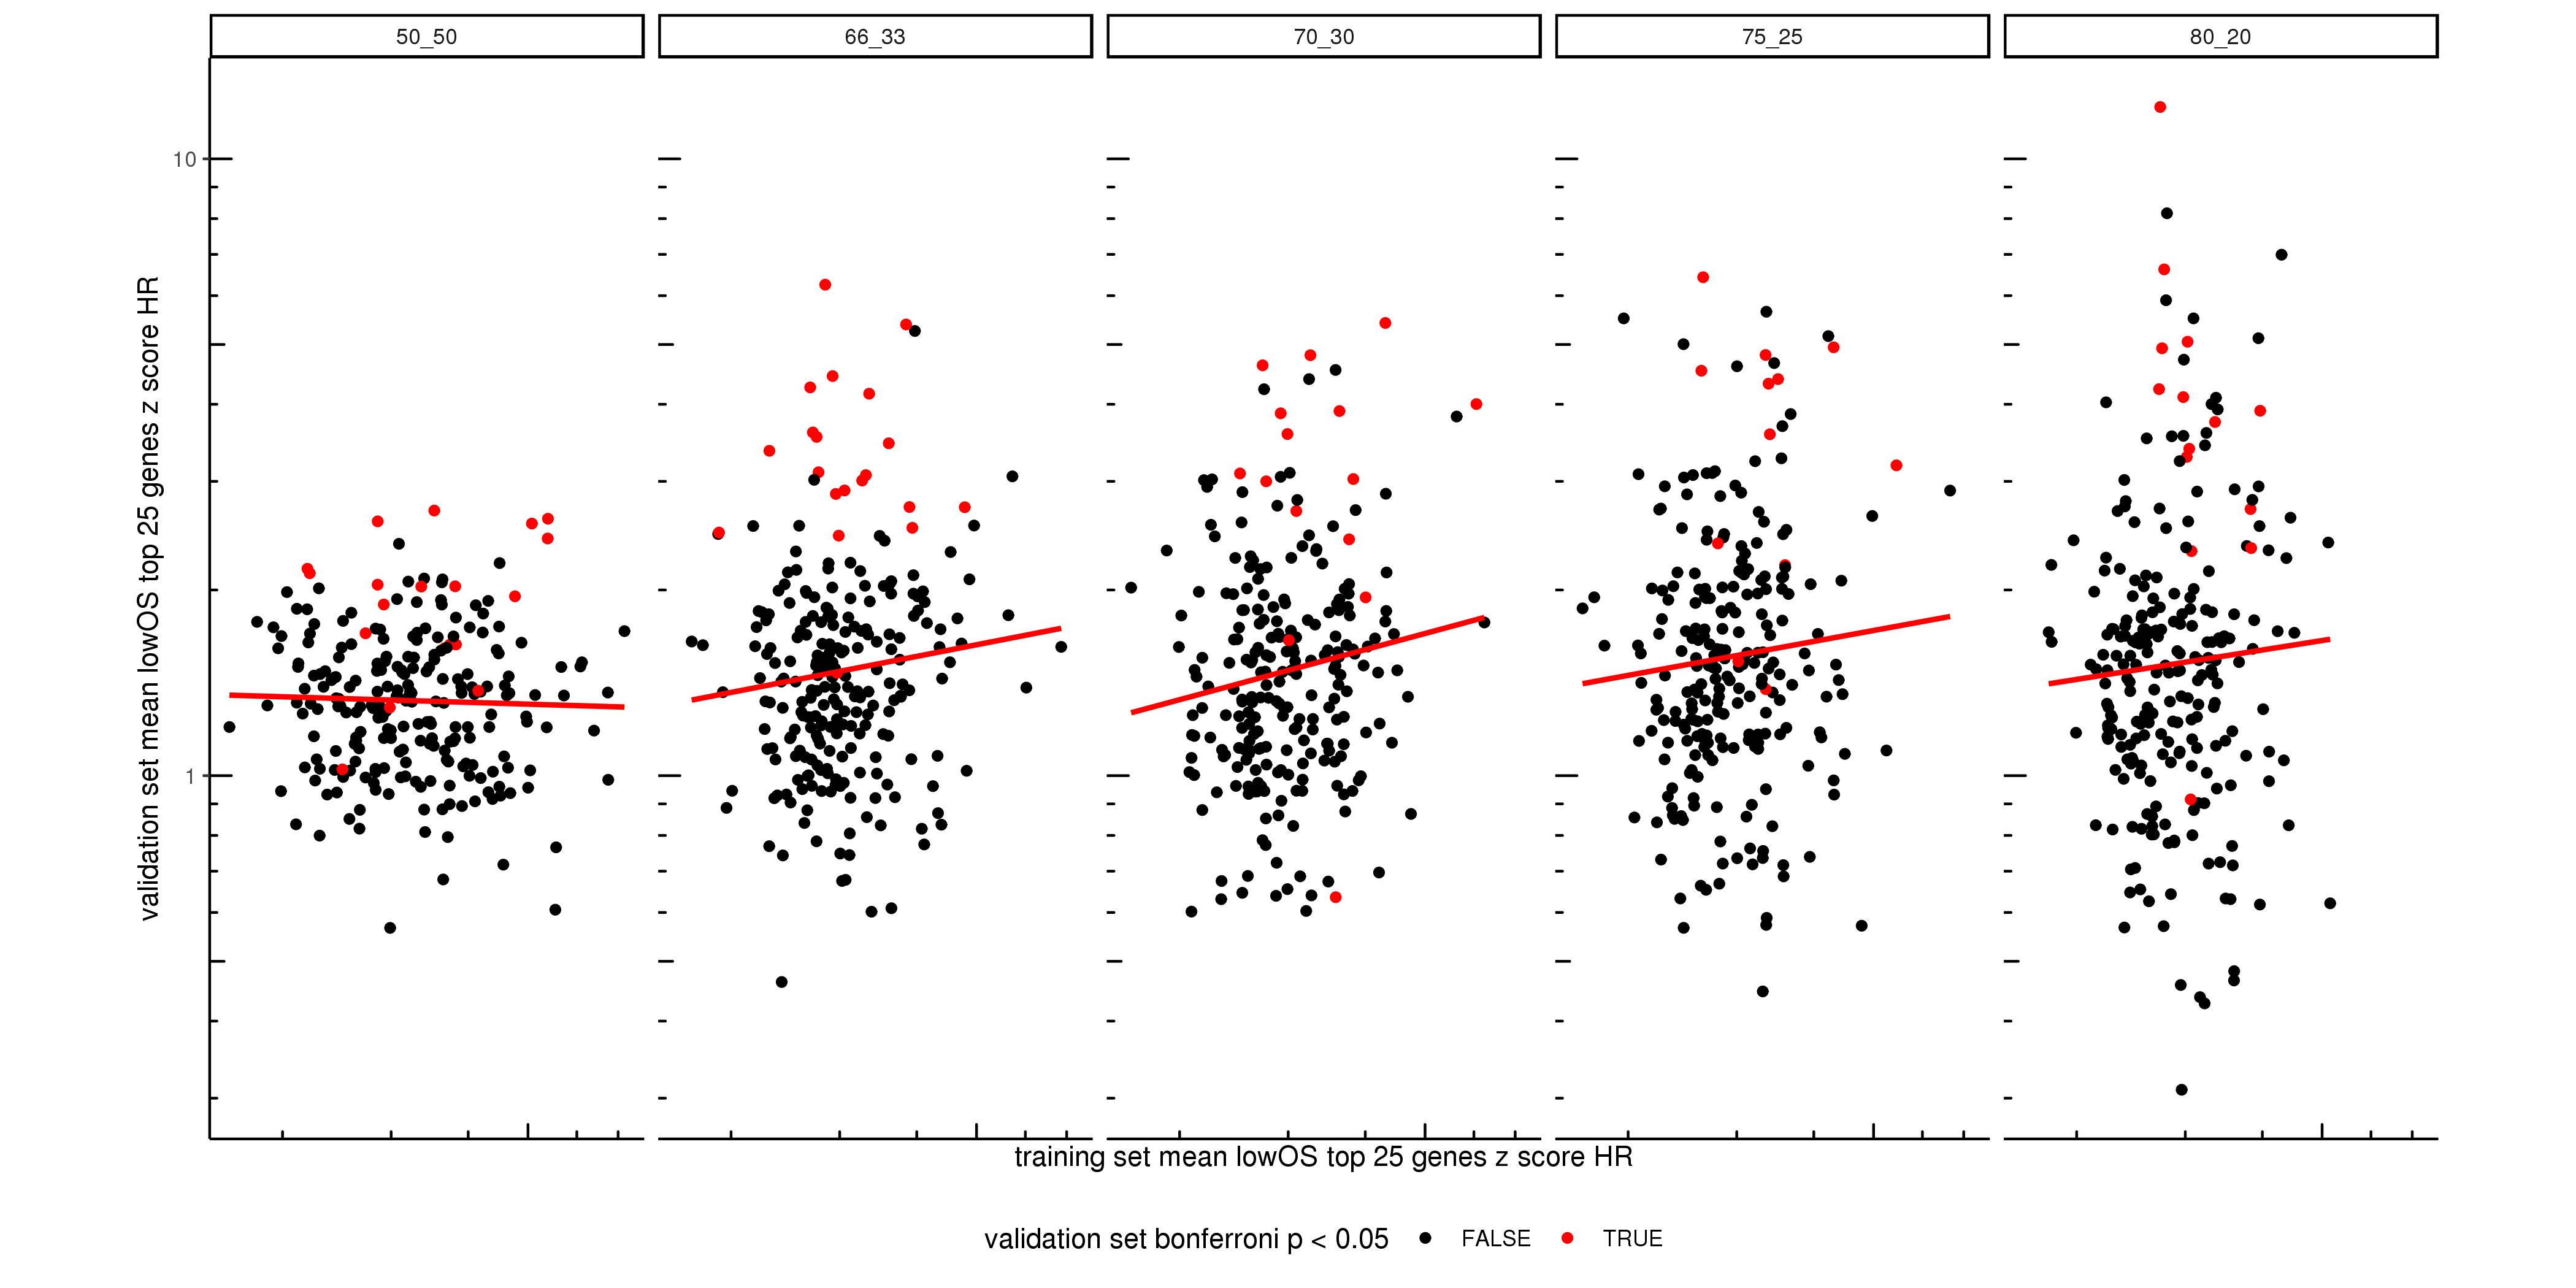 50_50
66_33
70_30
75_25
80_20
validation set mean lowOS top 25 genes z score HR
10
1
training set mean lowOS top 25 genes z score HR
validation set bonferroni p < 0.05 FALSE TRUE